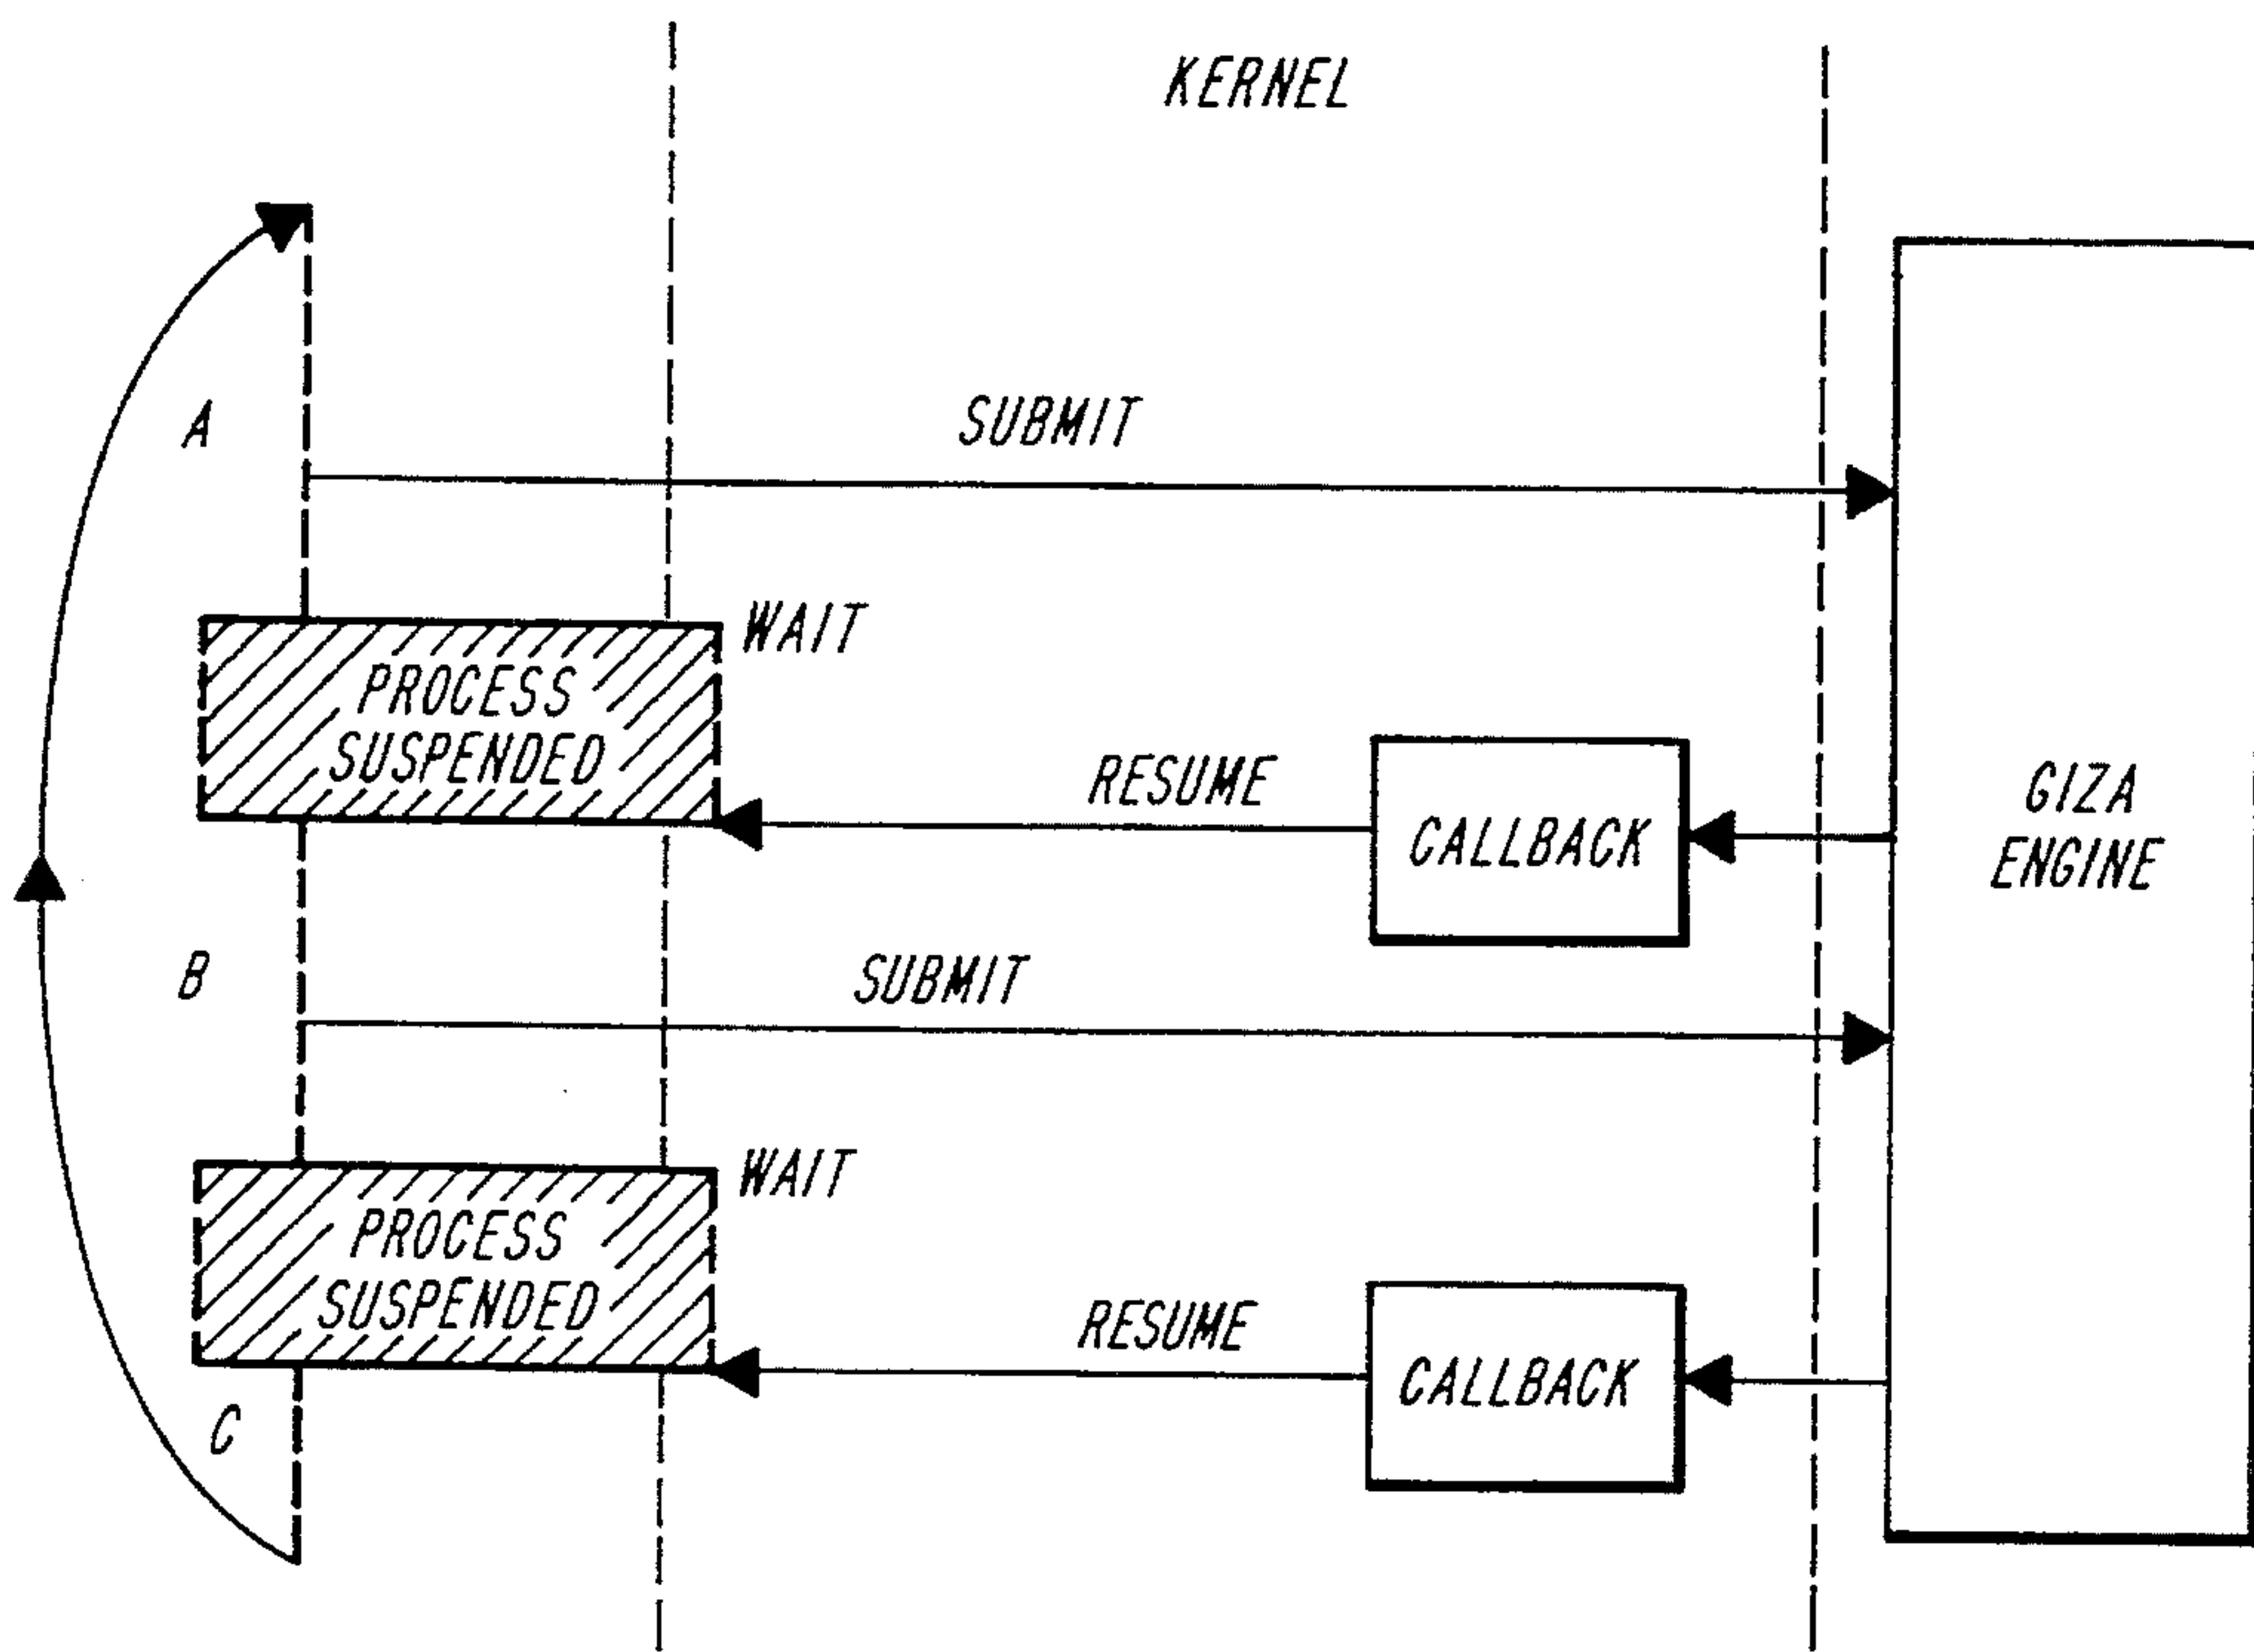 KERNEL
A
SUBMIT
WAIT
PROCESS
SUSPENDED
RESUME
CALLBACK
GIZA
ENGINE
B
SUBMIT
WAIT
PROCESS
SUSPENDED
RESUME
CALLBACK
C